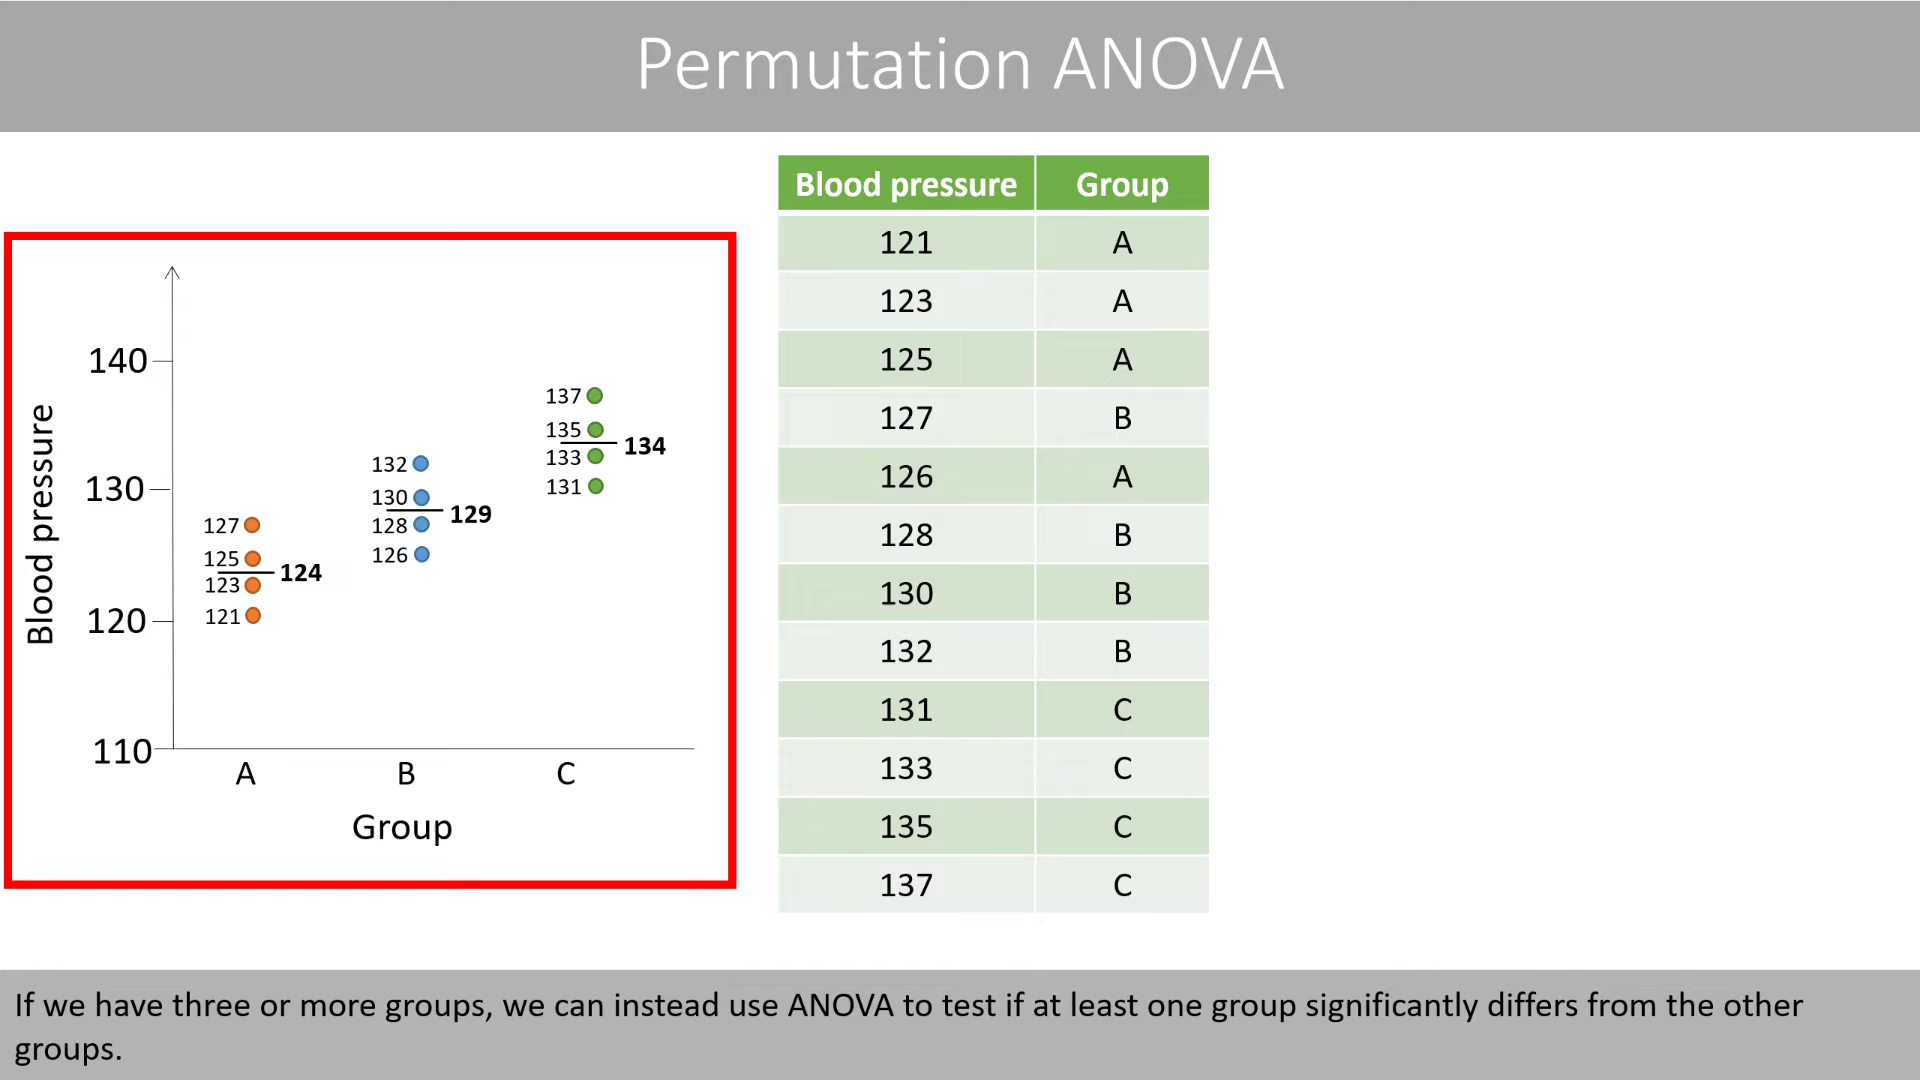 Permutation ANOVA
Blood pressure
140
130
120
110
127
125
123
121
124
132
130
128
126
129
137
135
133
131
134
A B C
Group
Blood pressure Group
121 A
123 A
125 A
127 B
126 A
128 B
130 B
132 B
131 C
133 C
135 C
137 C
If we have three or more groups, we can instead use ANOVA to test if at least one group significantly differs from the other
groups.